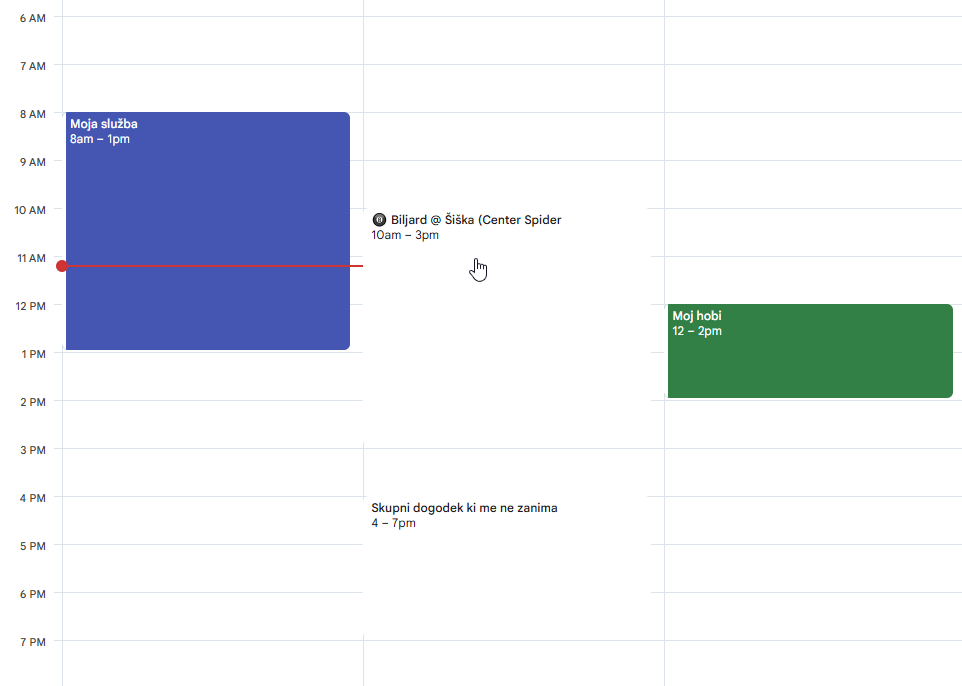 6 AM
7 AM
8 AM
9 AM
10 AM
11 AM
12 PM
1 PM
2 PM
3 PM
4 PM
5 PM
6 PM
7 PM
Moja služba
8am – 1pm
Biljard @ Šiška (Center Spider
10am – 3pm
Skupni dogodek ki me ne zanima
4 – 7pm
Moj hobi
12 – 2pm